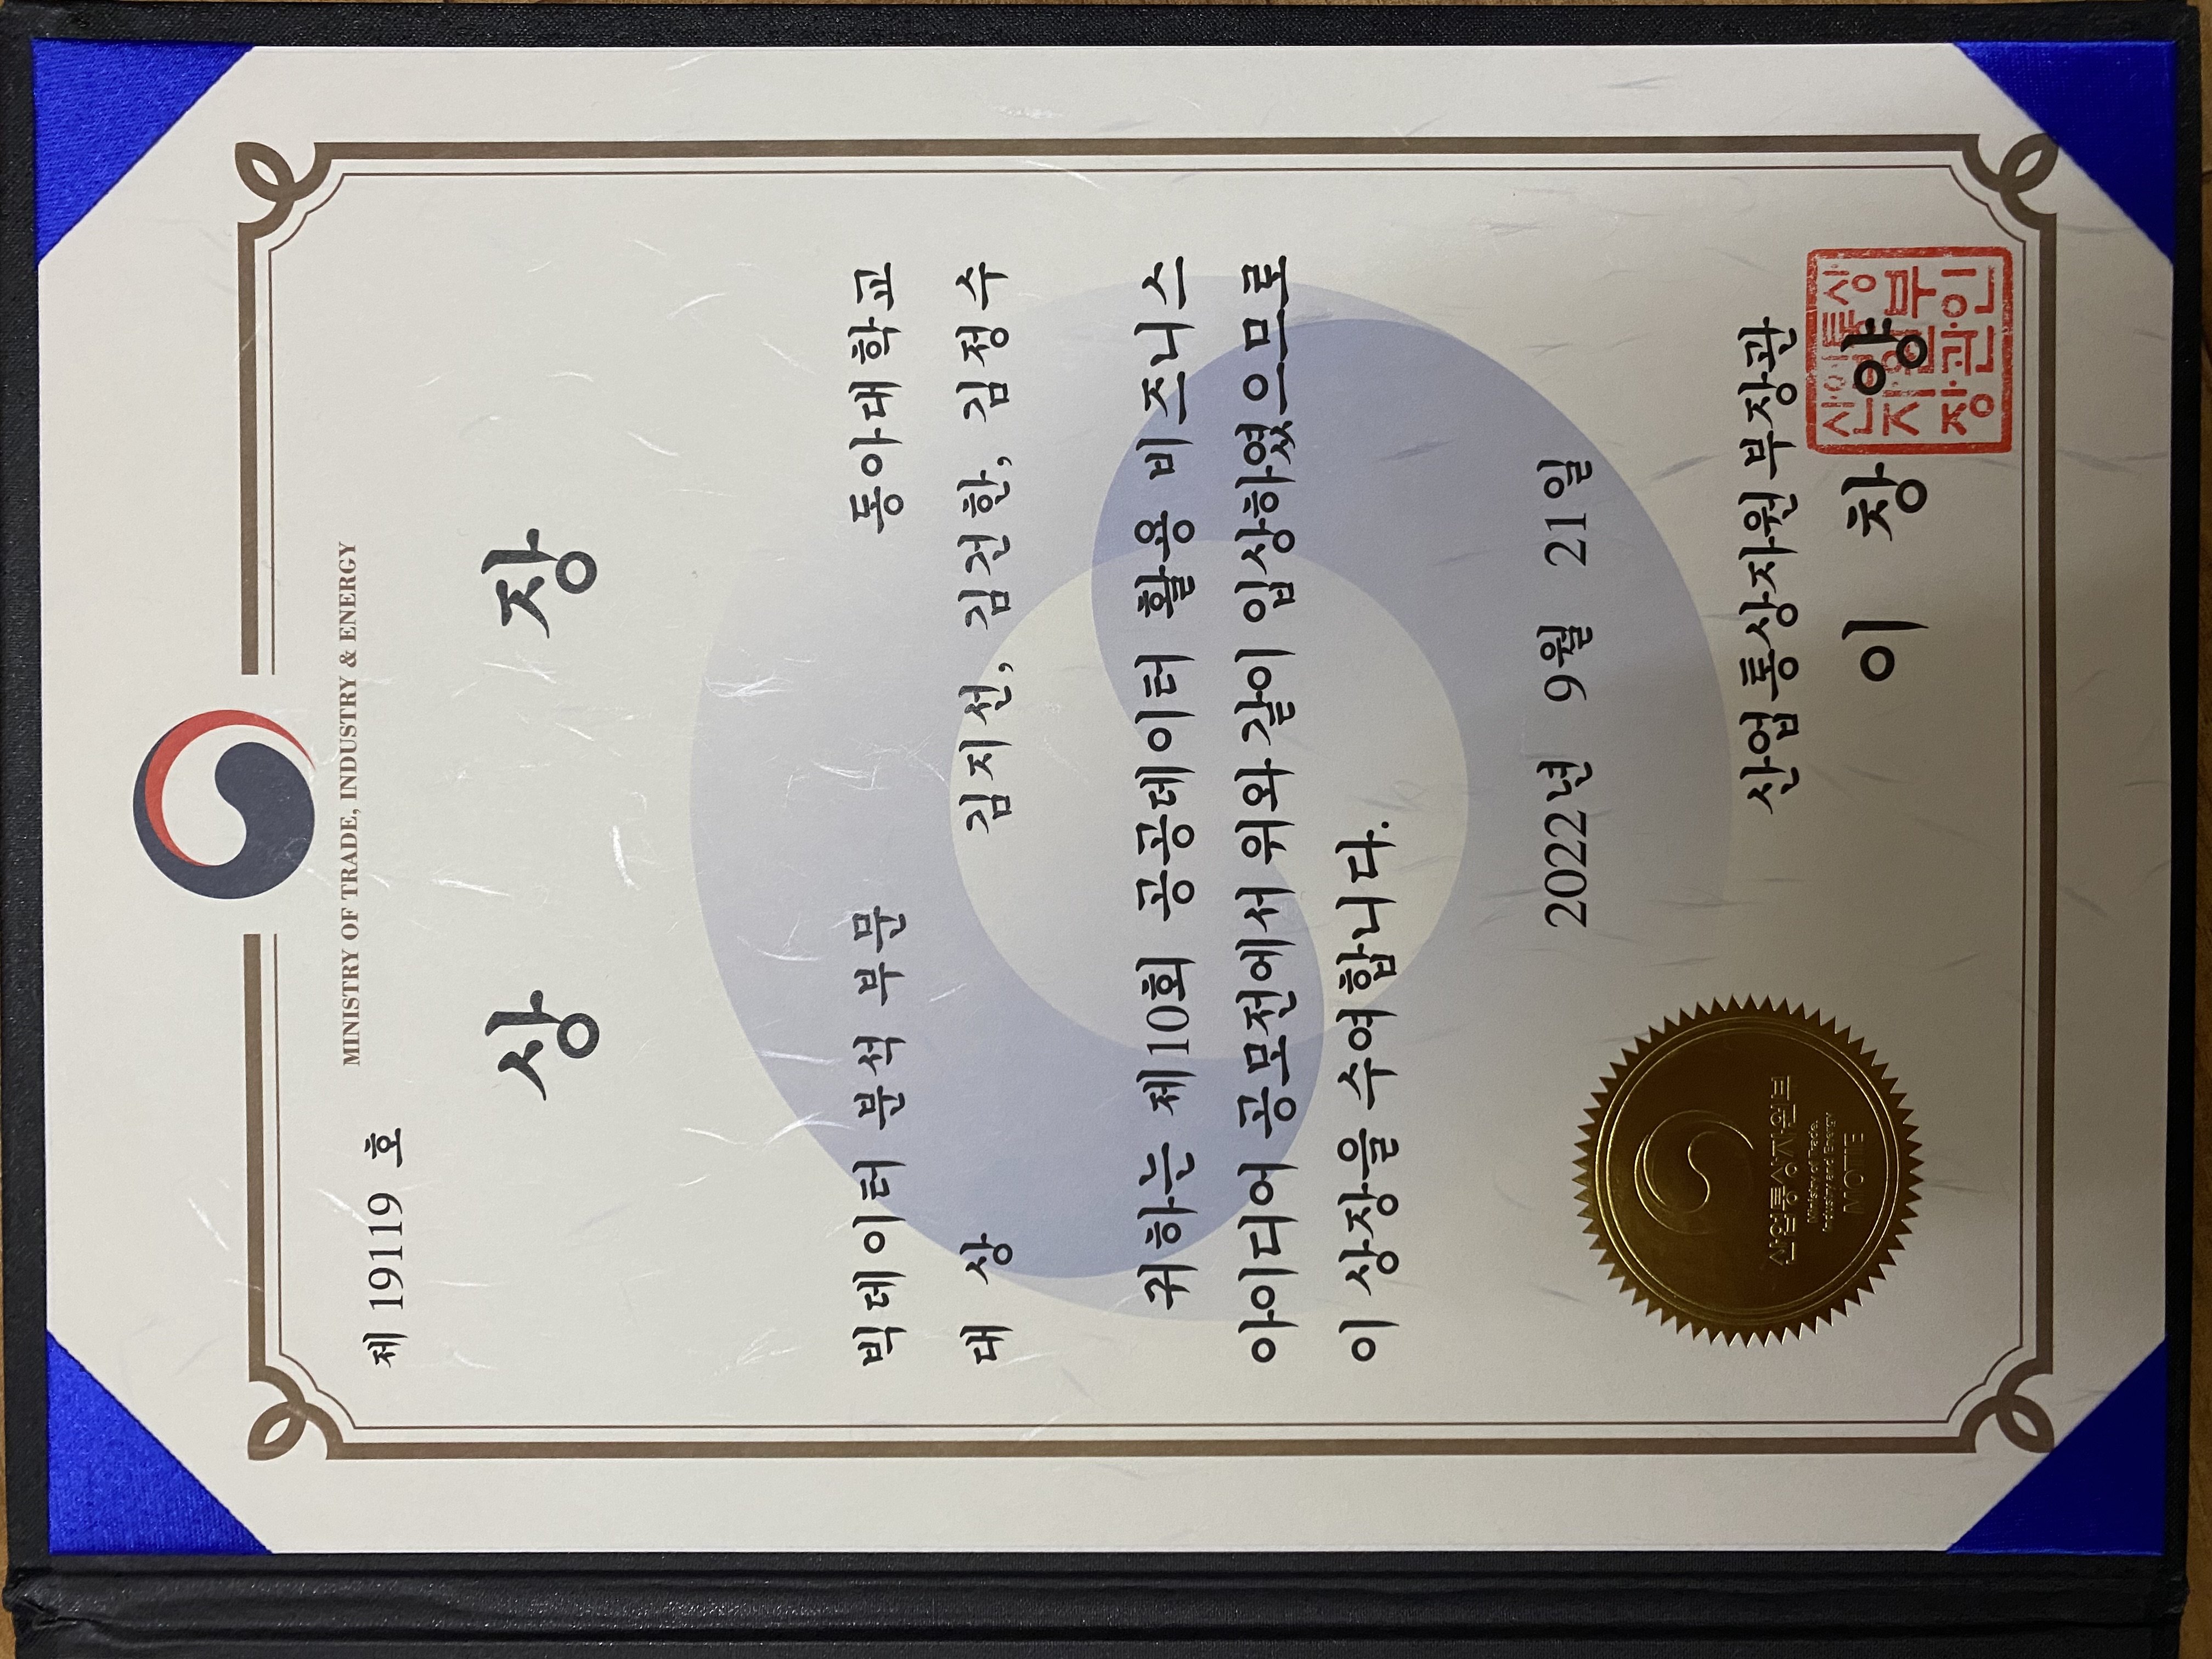 MINISTRY OF TRADE, INDUSTRY & ENERGY
제 19119 호
상 장
빅데이터 분석 부문 동아대학교
대 상 김지선, 김건한, 김정수
귀하는 제10회 공공데이터 활용 비즈니스
아이디어 공모전에서 위와 같이 입상하였으므로
이 상장을 수여합니다.
2022년 9월 21일
산업통상자원부장관
이 창 양
산업통상
자원부
장관인
산업통상자원부
Ministry of Trade,
Industry and Energy
MOTIE